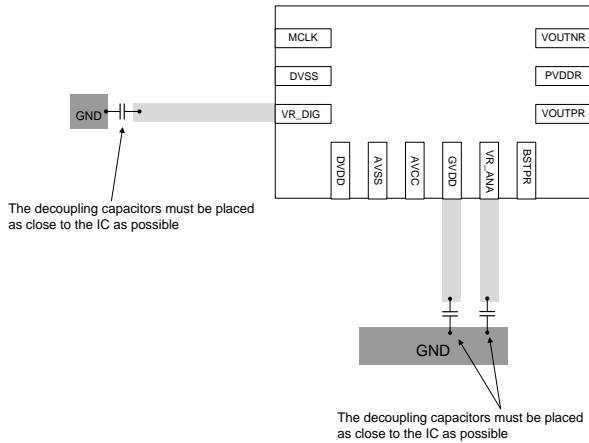 MCLK
VOUTNR
DVSS
PVDDR
GND
VR_DIG
VOUTPR
DVDD
AVSS
AVCC
GVDD
VR_ANA
BSTPR
The decoupling capacitors must be placed
as close to the IC as possible
GND
The decoupling capacitors must be placed
as close to the IC as possible